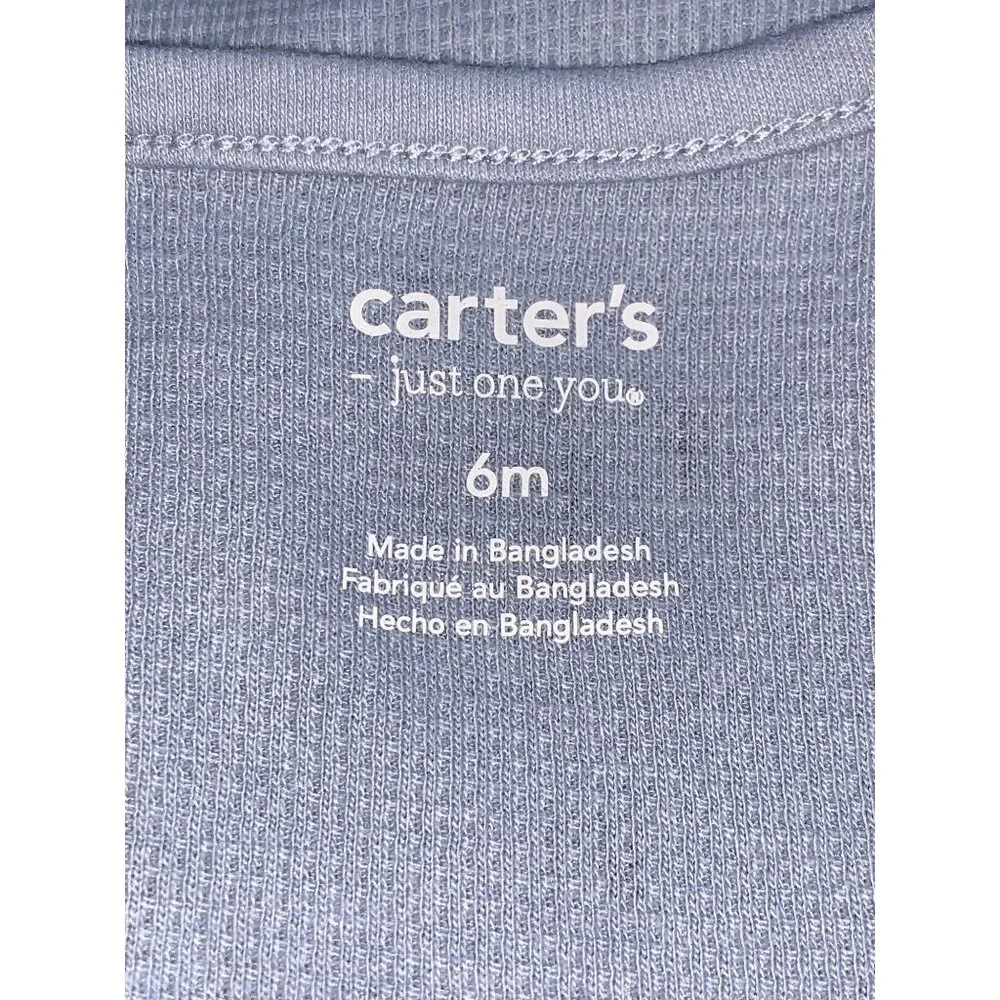 carter's
– just one you®
6m
Made in Bangladesh
Fabriqué au Bangladesh
Hecho en Bangladesh